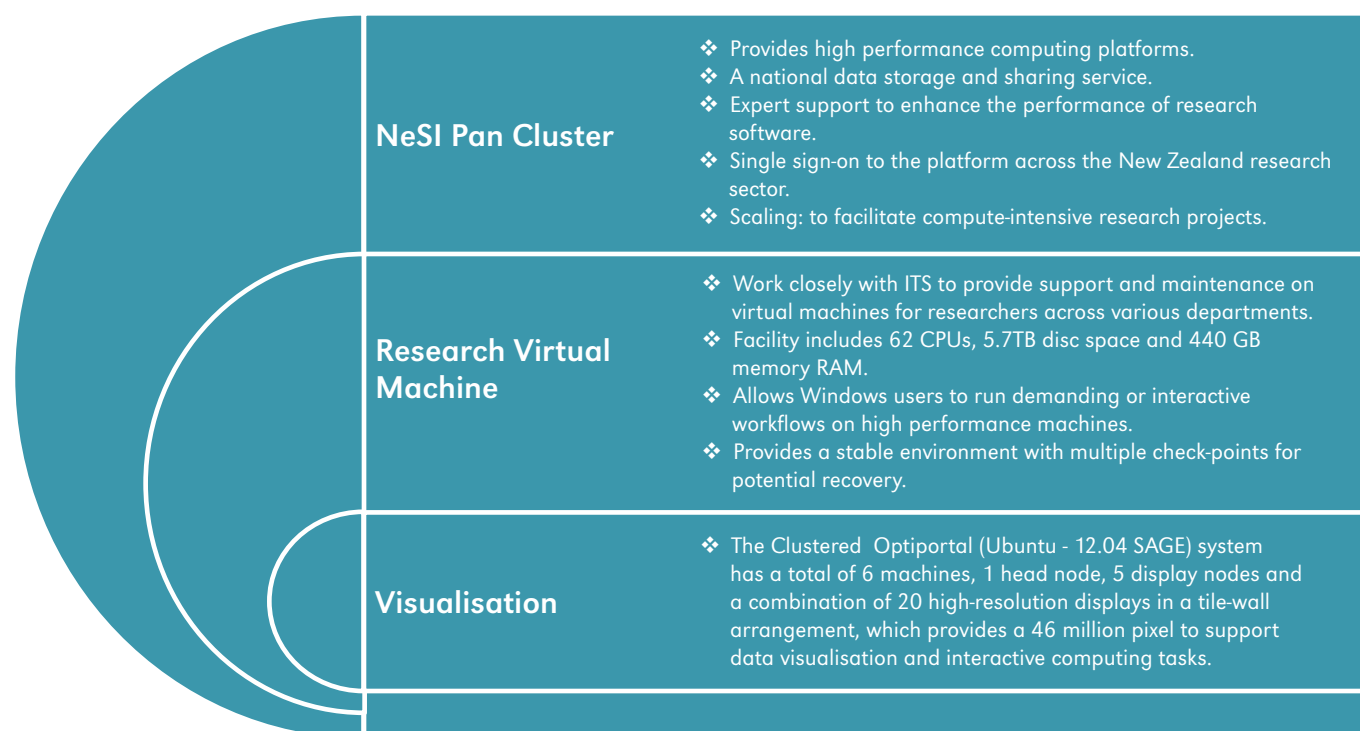 NeSI Pan Cluster
❖ Provides high performance computing platforms.
❖ A national data storage and sharing service.
❖ Expert support to enhance the performance of research
software.
❖ Single sign-on to the platform across the New Zealand research
sector.
❖ Scaling: to facilitate compute-intensive research projects.
Research Virtual
Machine
❖ Work closely with ITS to provide support and maintenance on
virtual machines for researchers across various departments.
❖ Facility includes 62 CPUs, 5.7TB disc space and 440 GB
memory RAM.
❖ Allows Windows users to run demanding or interactive
workflows on high performance machines.
❖ Provides a stable environment with multiple check-points for
potential recovery.
Visualisation
❖ The Clustered  Optiportal (Ubuntu - 12.04 SAGE) system
has a total of 6 machines, 1 head node, 5 display nodes and
a combination of 20 high-resolution displays in a tile-wall
arrangement, which provides a 46 million pixel to support
data visualisation and interactive computing tasks.